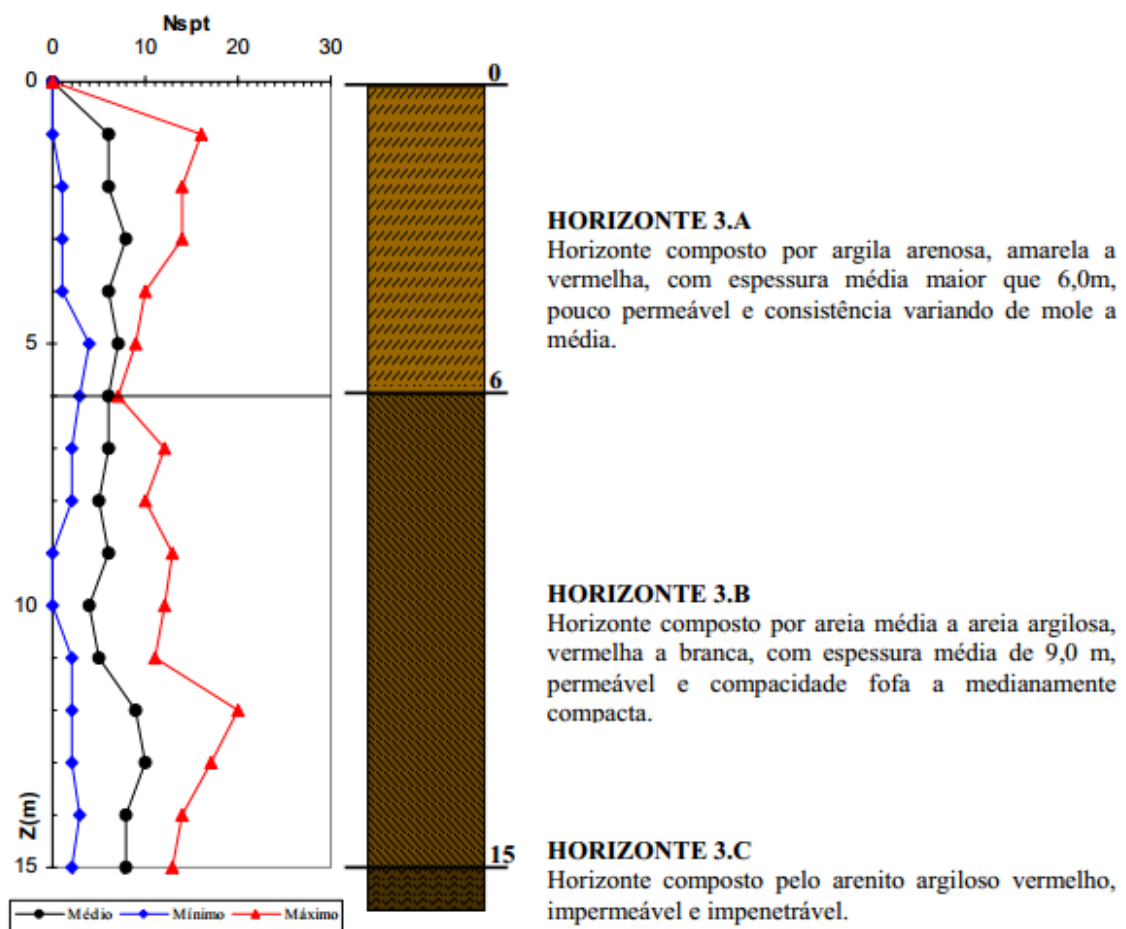 Nspt
0 10 20 30
0
5
10
15
Z(m)
Médio Mínimo Máximo
0
6
15
HORIZONTE 3.A
Horizonte composto por argila arenosa, amarela a
vermelha, com espessura média maior que 6,0m,
pouco permeável e consistência variando de mole a
média.
HORIZONTE 3.B
Horizonte composto por areia média a areia argilosa,
vermelha a branca, com espessura média de 9,0 m,
permeável e compacidade fofa a medianamente
compacta.
HORIZONTE 3.C
Horizonte composto pelo arenito argiloso vermelho,
impermeável e impenetrável.